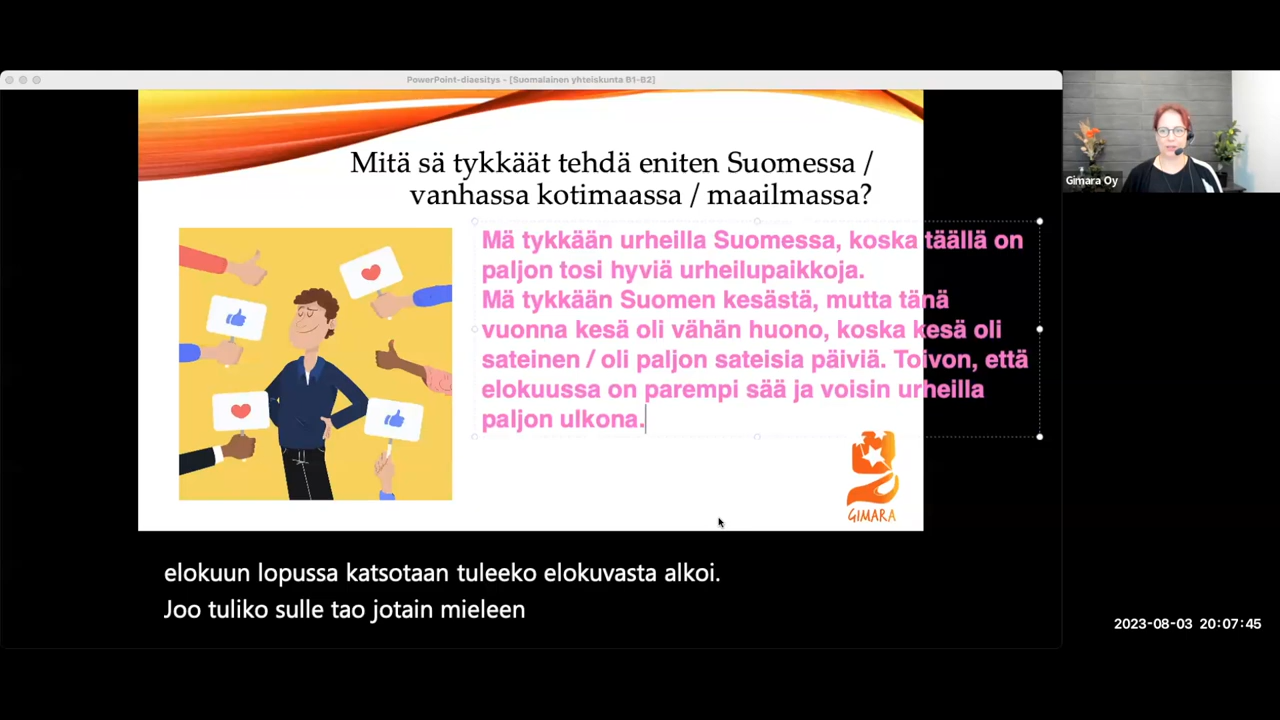 PowerPoint-diaesitys - [Suomalainen yhteiskunta B1-B2]
Mitä sä tykkäät tehdä eniten Suomessa /
vanhassa kotimaassa / maailmassa?
Mä tykkään urheilla Suomessa, koska täällä on
paljon tosi hyviä urheilupaikkoja.
Mä tykkään Suomen kesästä, mutta tänä
vuonna kesä oli vähän huono, koska kesä oli
sateinen / oli paljon sateisia päiviä. Toivon, että
elokuussa on parempi sää ja voisin urheilla
paljon ulkona.
GIMARA
elokuun lopussa katsotaan tuleeko elokuvasta alkoi.
Joo tuliko sulle tao jotain mieleen
Gimara Oy
2023-08-03 20:07:45